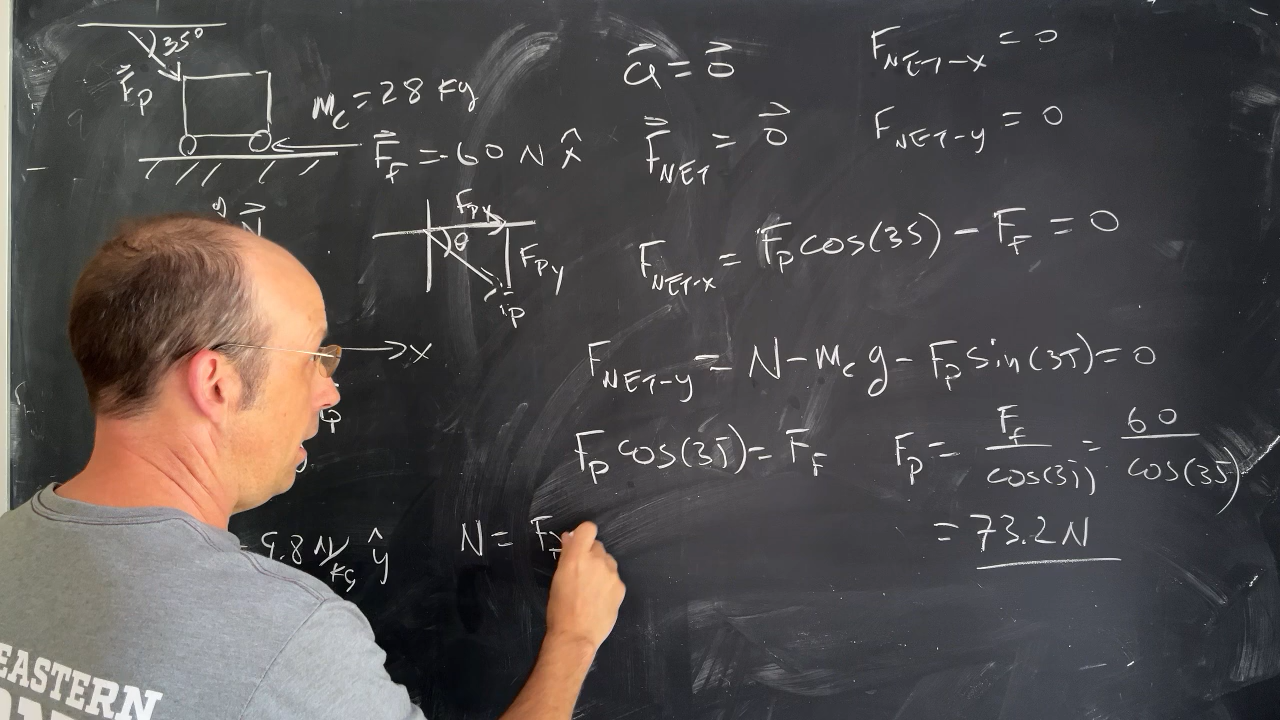 35°
F⃗p
mc = 28 kg
F⃗f = -60 N x̂
a⃗ = 0⃗
F⃗NET = 0⃗
FNET-x = 0
FNET-y = 0
Fpx
θ
Fpy
N⃗
x
FNET-x = Fp cos(35) - Ff = 0
FNET-y = N - mc g - Fp sin(35) = 0
Fp cos(35) = Ff
Fp = Ff / cos(35) = 60 / cos(35)
= 73.2 N
9.8 N/kg ŷ
N = F
EASTERN